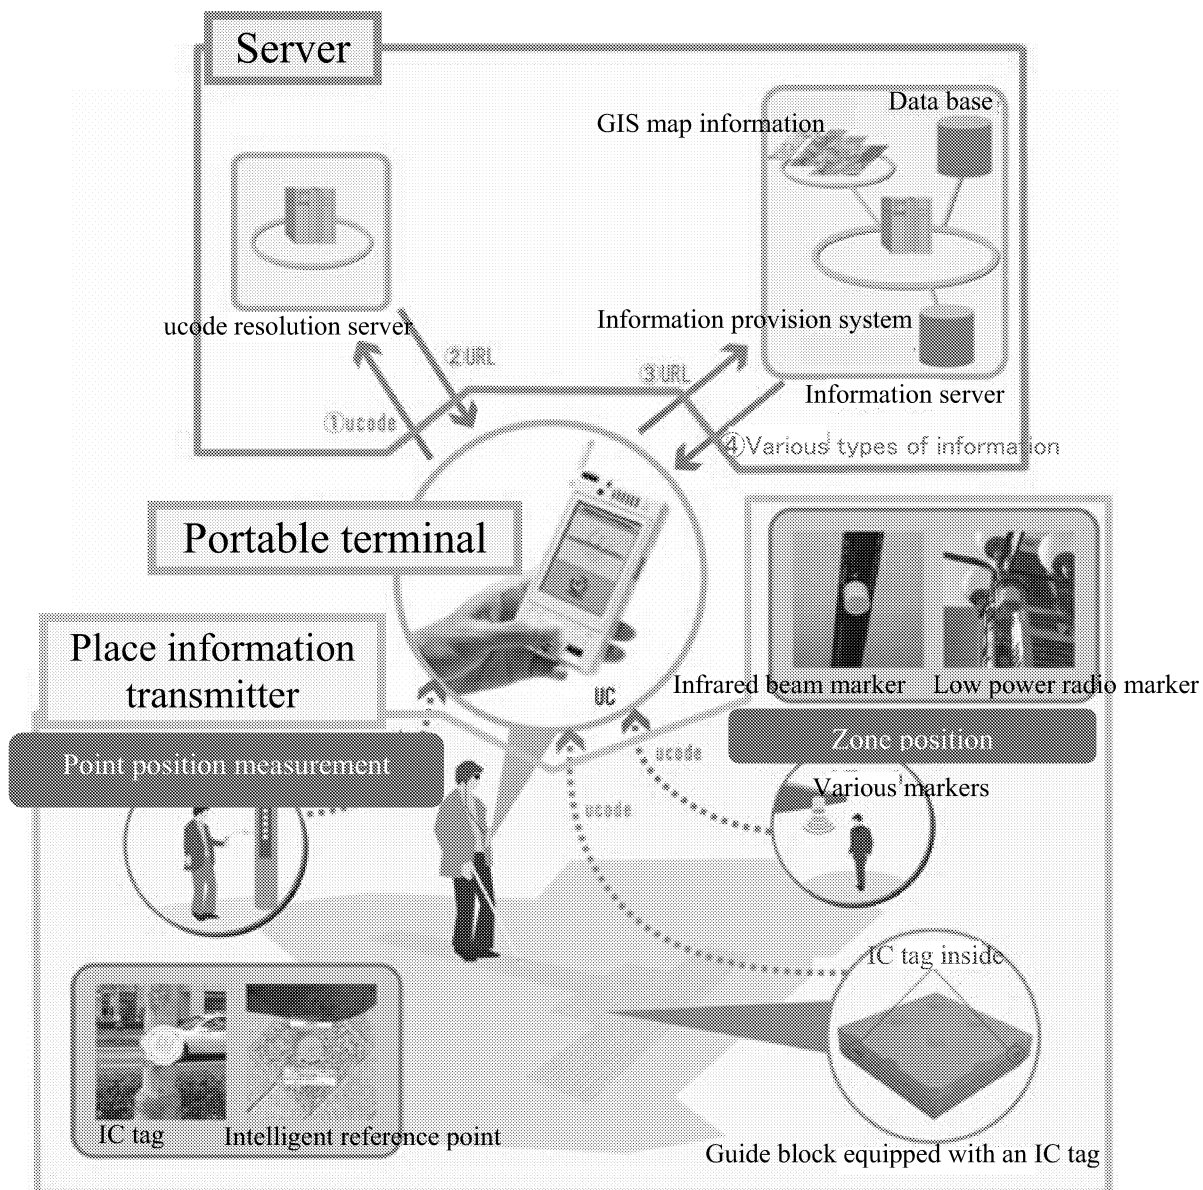 Server
Data base
GIS map information
ucode resolution server
Information provision system
②URL
③URL
Information server
①ucode
④Various types of information
Portable terminal
Place information
transmitter
UC
Infrared beam marker
Low power radio marker
Zone position
ucode
Point position measurement
Various markers
ucode
IC tag inside
IC tag
Intelligent reference point
Guide block equipped with an IC tag